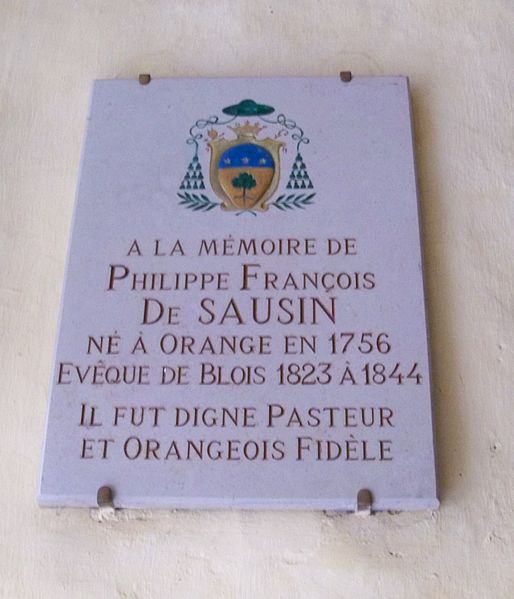 A LA MÉMOIRE DE
PHILIPPE FRANÇOIS
DE SAUSIN
NÉ À ORANGE EN 1756
EVÊQUE DE BLOIS 1823 À 1844
IL FUT DIGNE PASTEUR
ET ORANGEOIS FIDÈLE